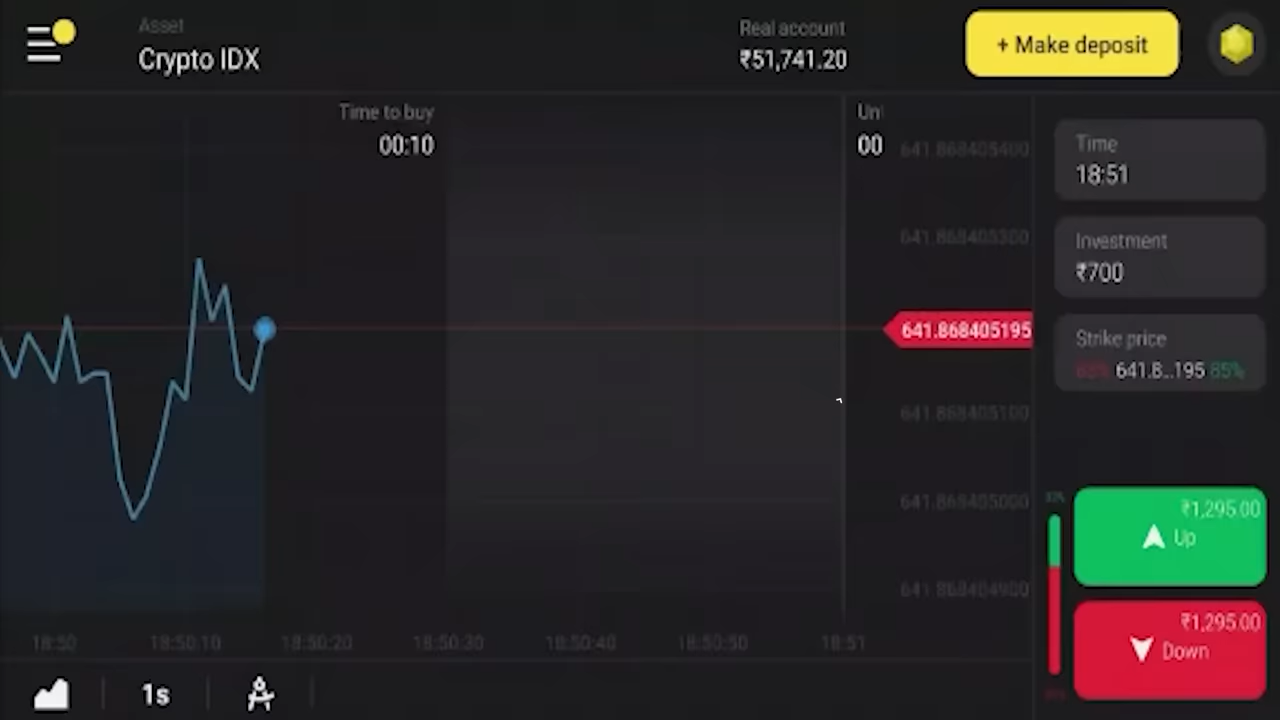 Asset
Crypto IDX
Real account
₹51,741.20
+ Make deposit
Time to buy
00:10
Un
00
641.868405400
641.868405300
641.868405195
641.868405100
641.868405000
641.868404900
Time
18:51
Investment
₹700
Strike price
641.8...195 85%
₹1,295.00
Up
₹1,295.00
Down
18:50
18:50:10
18:50:20
18:50:30
18:50:40
18:50:50
18:51
1s